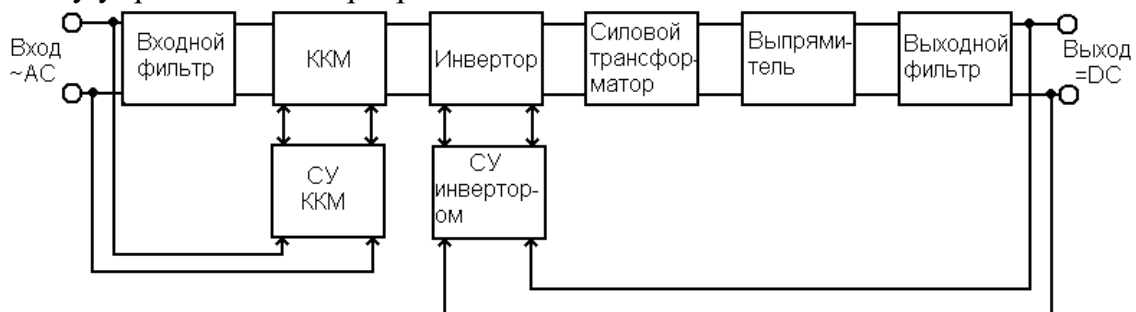 Вход
~AC
Входной
фильтр
ККМ
Инвертор
Силовой
трансфор-
матор
Выпрями-
тель
Выходной
фильтр
Выход
=DC
СУ
ККМ
СУ
инвертор-
ом